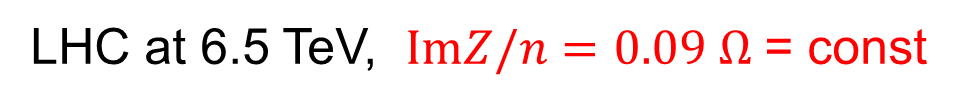 LHC at 6.5 TeV, ImZ/n = 0.09 Ω = const